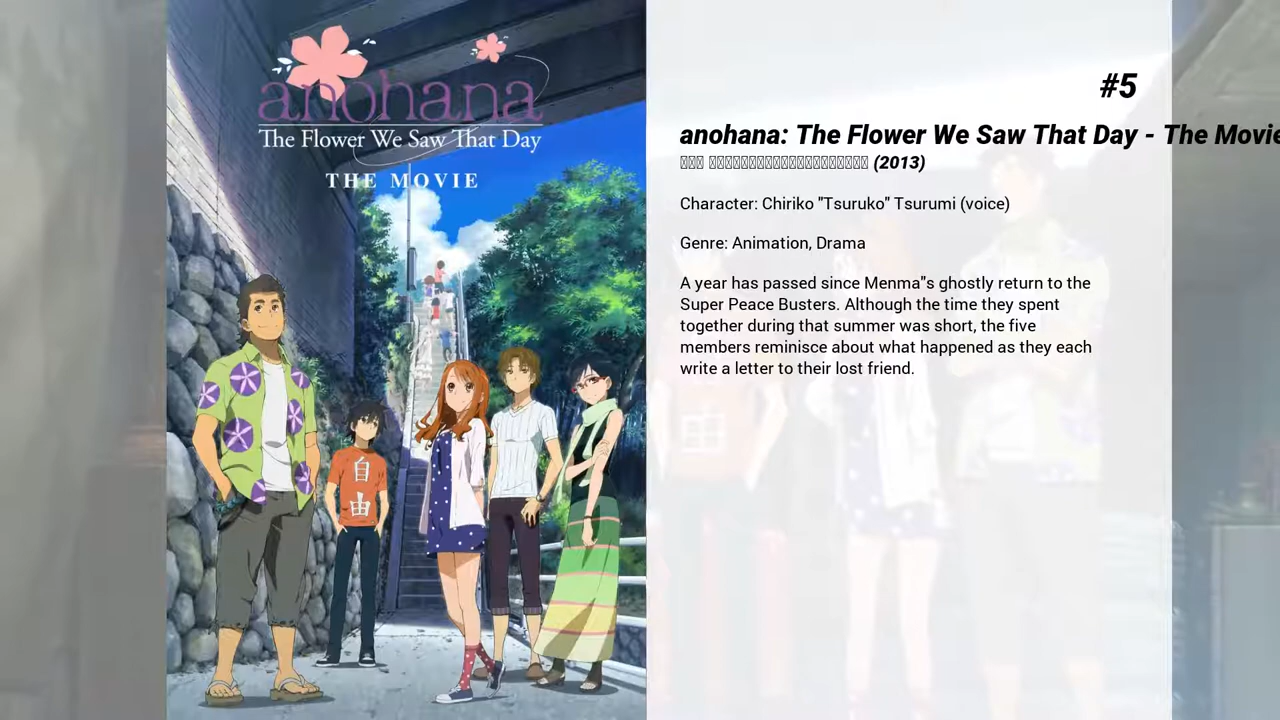 anohana
The Flower We Saw That Day
THE MOVIE
自
由
#5
anohana: The Flower We Saw That Day - The Movie
(2013)
Character: Chiriko "Tsuruko" Tsurumi (voice)
Genre: Animation, Drama
A year has passed since Menma"s ghostly return to the
Super Peace Busters. Although the time they spent
together during that summer was short, the five
members reminisce about what happened as they each
write a letter to their lost friend.